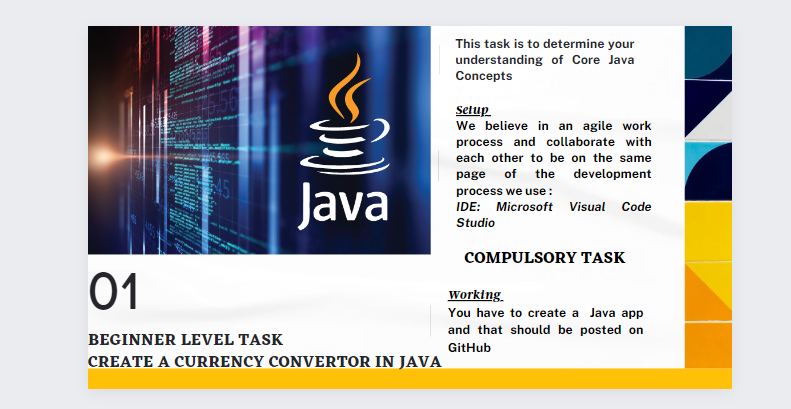 Java
01
BEGINNER LEVEL TASK
CREATE A CURRENCY CONVERTOR IN JAVA
This task is to determine your
understanding of Core Java
Concepts
Setup
We believe in an agile work
process and collaborate with
each other to be on the same
page of the development
process we use :
IDE: Microsoft Visual Code
Studio
COMPULSORY TASK
Working
You have to create a Java app
and that should be posted on
GitHub